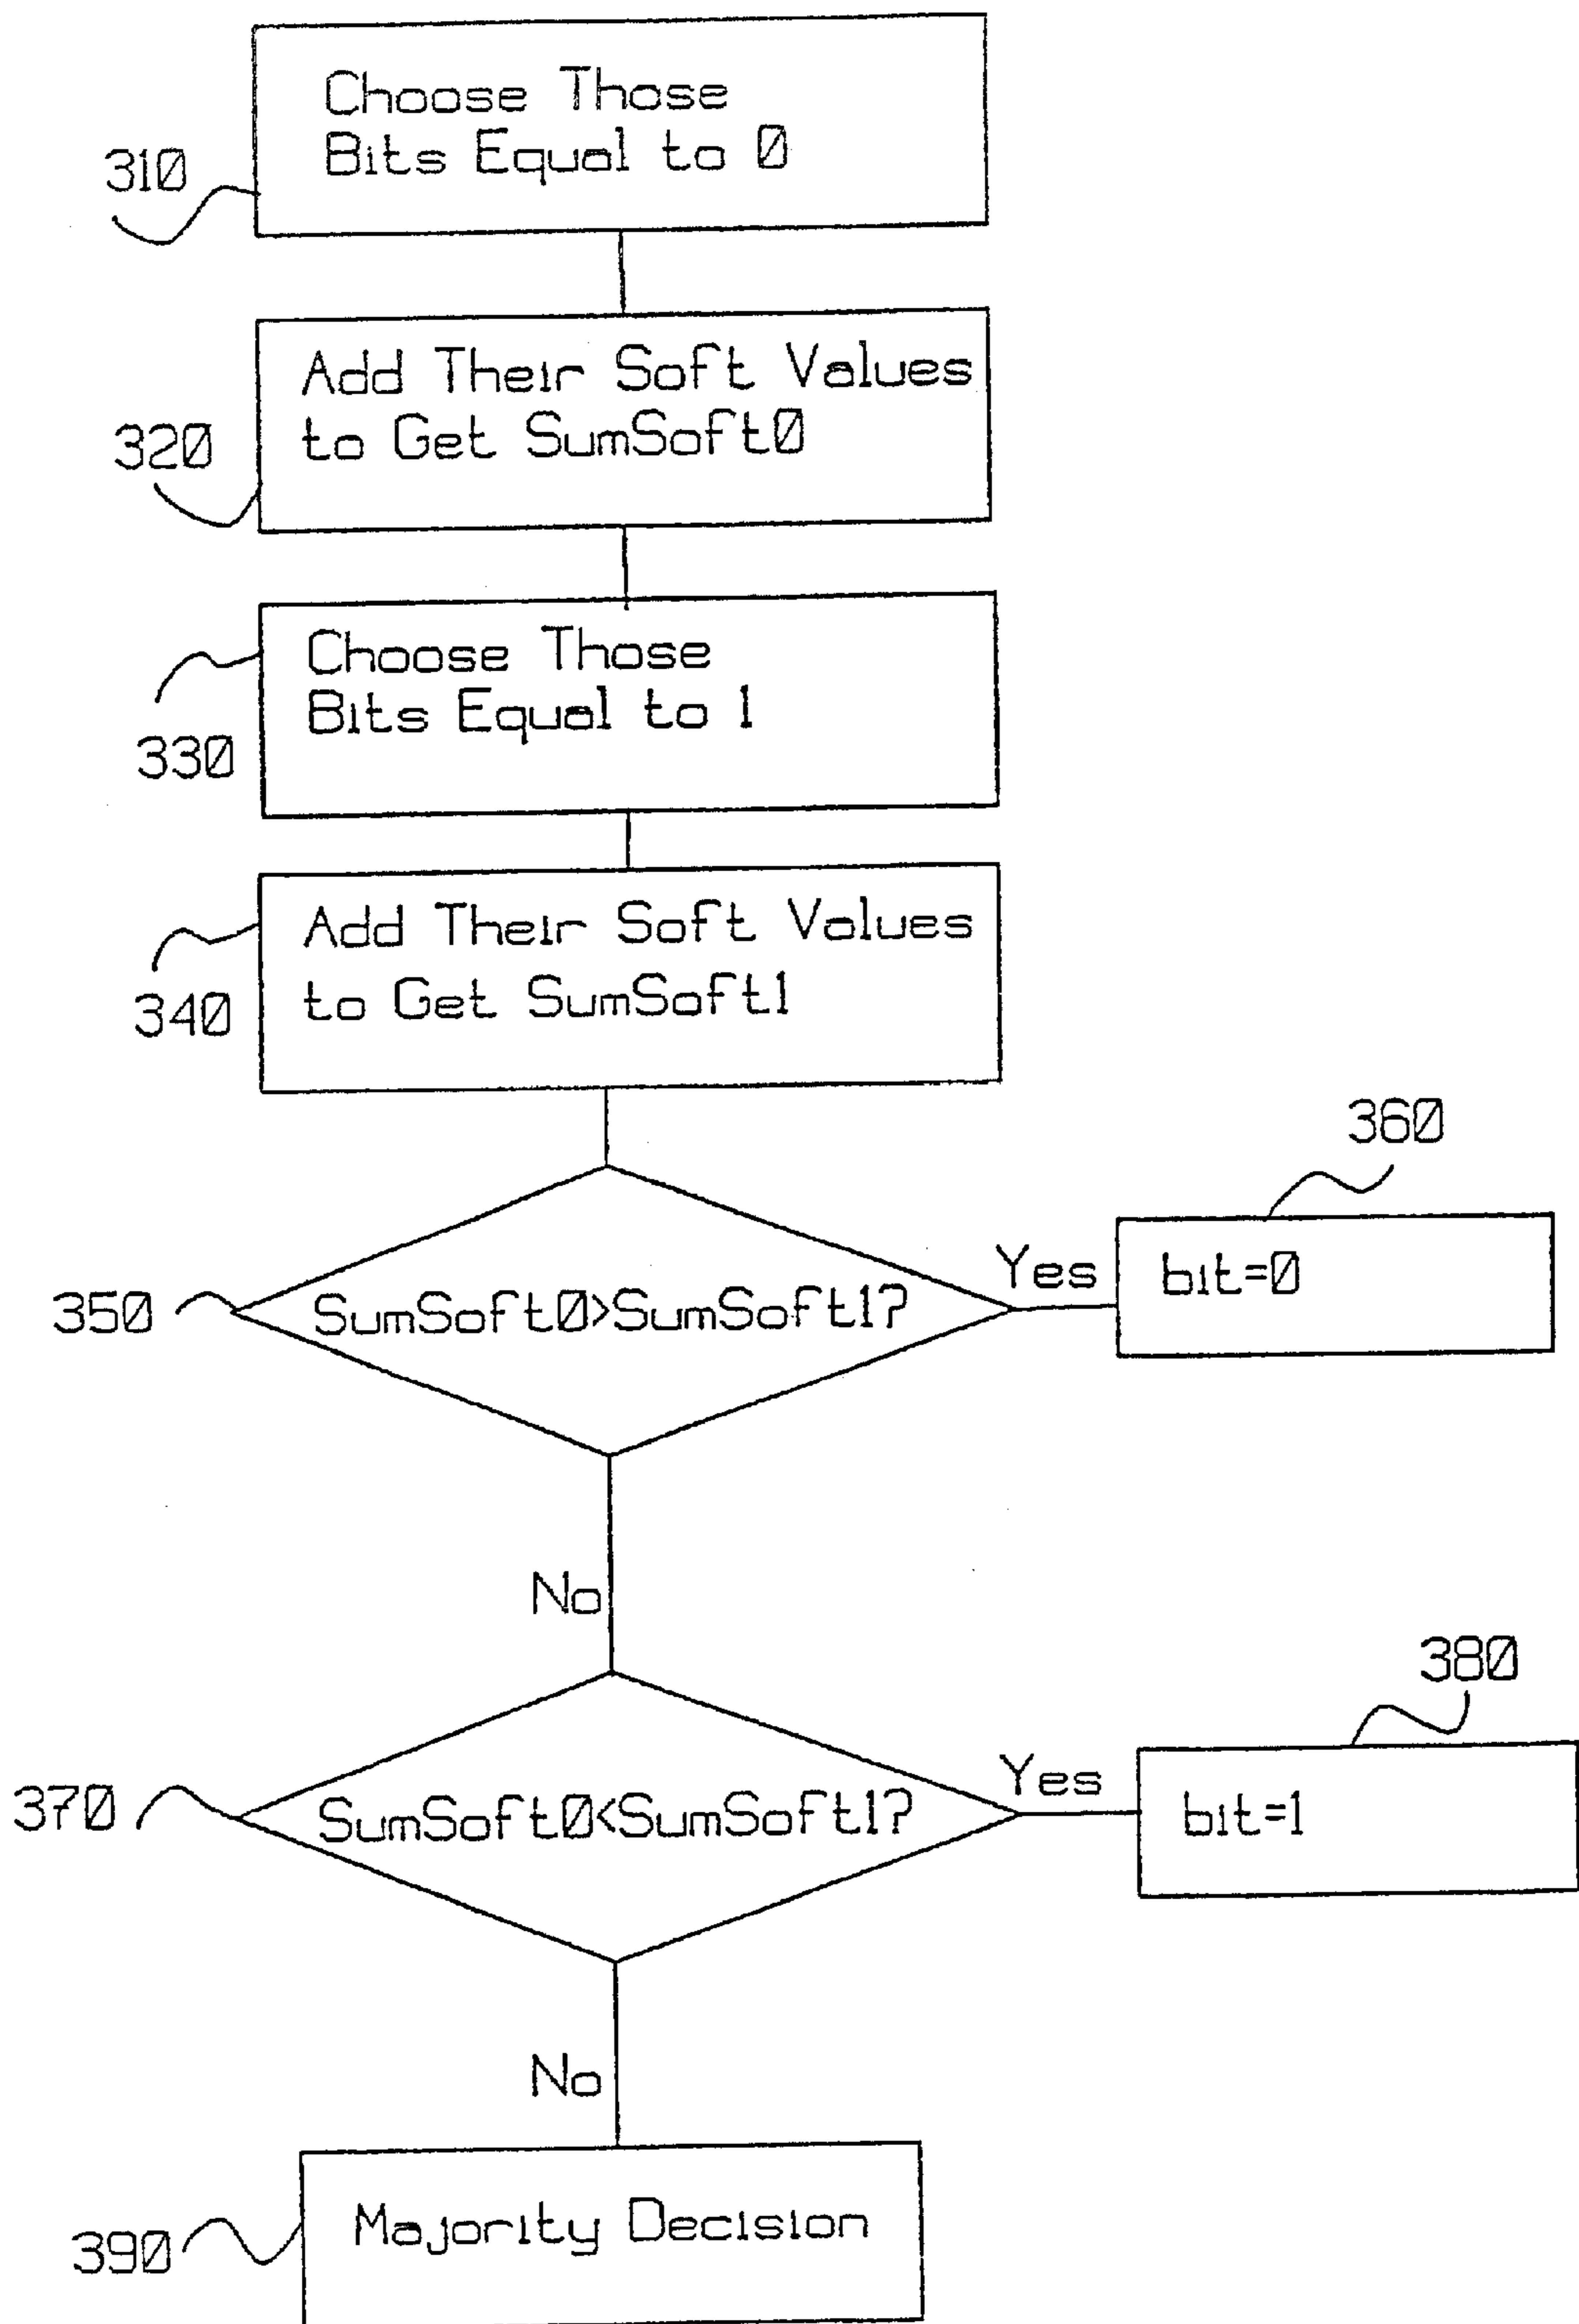 Choose Those
Bits Equal to 0
310
Add Their Soft Values
to Get SumSoft0
320
Choose Those
Bits Equal to 1
330
Add Their Soft Values
to Get SumSoft1
340
360
Yes
bit=0
350
SumSoft0>SumSoft1?
No
380
Yes
bit=1
370
SumSoft0<SumSoft1?
No
Majority Decision
390